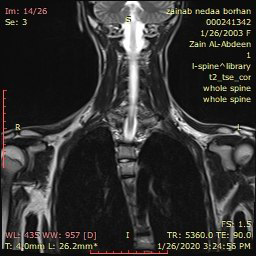 Im: 14/26
Se: 3
zainab nedaa borhan
000241342
1/26/2003 F
Zain AL-Abdeen
1
l-spine^library
t2_tse_cor
whole spine
whole spine
S
R
L
I
WL: 435 WW: 957 [D]
T: 4.0mm L: 26.2mm*
FS: 1.5
TR: 5360.0 TE: 90.0
1/26/2020 3:24:56 PM